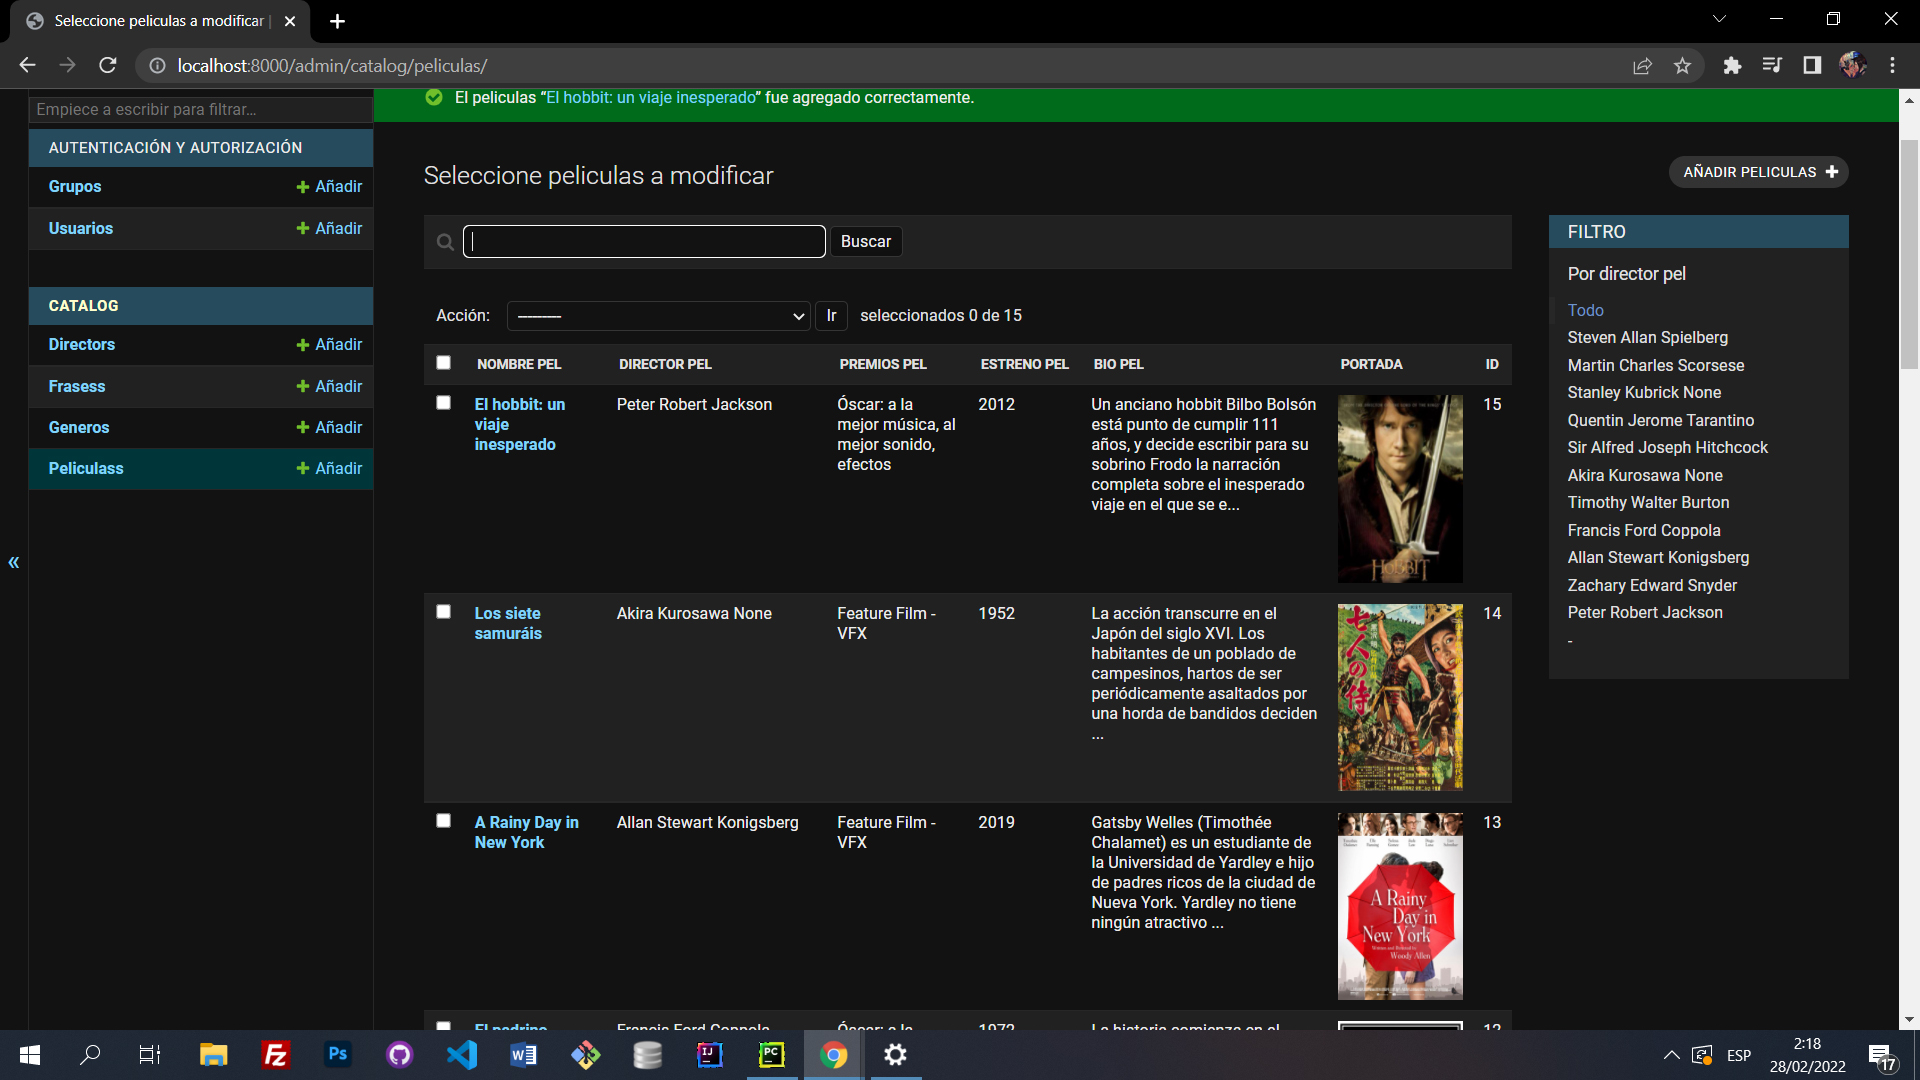 Seleccione peliculas a modificar |
localhost:8000/admin/catalog/peliculas/
Empiece a escribir para filtrar...
AUTENTICACIÓN Y AUTORIZACIÓN
Grupos
Añadir
Usuarios
Añadir
CATALOG
Directors
Añadir
Frasess
Añadir
Generos
Añadir
Peliculass
Añadir
«
El peliculas “El hobbit: un viaje inesperado” fue agregado correctamente.
Seleccione peliculas a modificar
AÑADIR PELICULAS
Buscar
Acción:
---------
Ir
seleccionados 0 de 15
NOMBRE PEL
DIRECTOR PEL
PREMIOS PEL
ESTRENO PEL
BIO PEL
PORTADA
ID
El hobbit: un
viaje
inesperado
Peter Robert Jackson
Óscar: a la
mejor música, al
mejor sonido,
efectos
2012
Un anciano hobbit Bilbo Bolsón
está punto de cumplir 111
años, y decide escribir para su
sobrino Frodo la narración
completa sobre el inesperado
viaje en el que se e...
HOBBIT
15
Los siete
samuráis
Akira Kurosawa None
Feature Film -
VFX
1952
La acción transcurre en el
Japón del siglo XVI. Los
habitantes de un poblado de
campesinos, hartos de ser
periódicamente asaltados por
una horda de bandidos deciden
...
七人の侍
14
A Rainy Day in
New York
Allan Stewart Konigsberg
Feature Film -
VFX
2019
Gatsby Welles (Timothée
Chalamet) es un estudiante de
la Universidad de Yardley e hijo
de padres ricos de la ciudad de
Nueva York. Yardley no tiene
ningún atractivo ...
A Rainy
Day in
New York
Written and Directed by
Woody Allen
13
El padrino
Francis Ford Coppola
Óscar: a la
1972
La historia comienza en el
12
FILTRO
Por director pel
Todo
Steven Allan Spielberg
Martin Charles Scorsese
Stanley Kubrick None
Quentin Jerome Tarantino
Sir Alfred Joseph Hitchcock
Akira Kurosawa None
Timothy Walter Burton
Francis Ford Coppola
Allan Stewart Konigsberg
Zachary Edward Snyder
Peter Robert Jackson
-
Fz
Ps
W
IJ
PC
ESP
2:18
28/02/2022
17